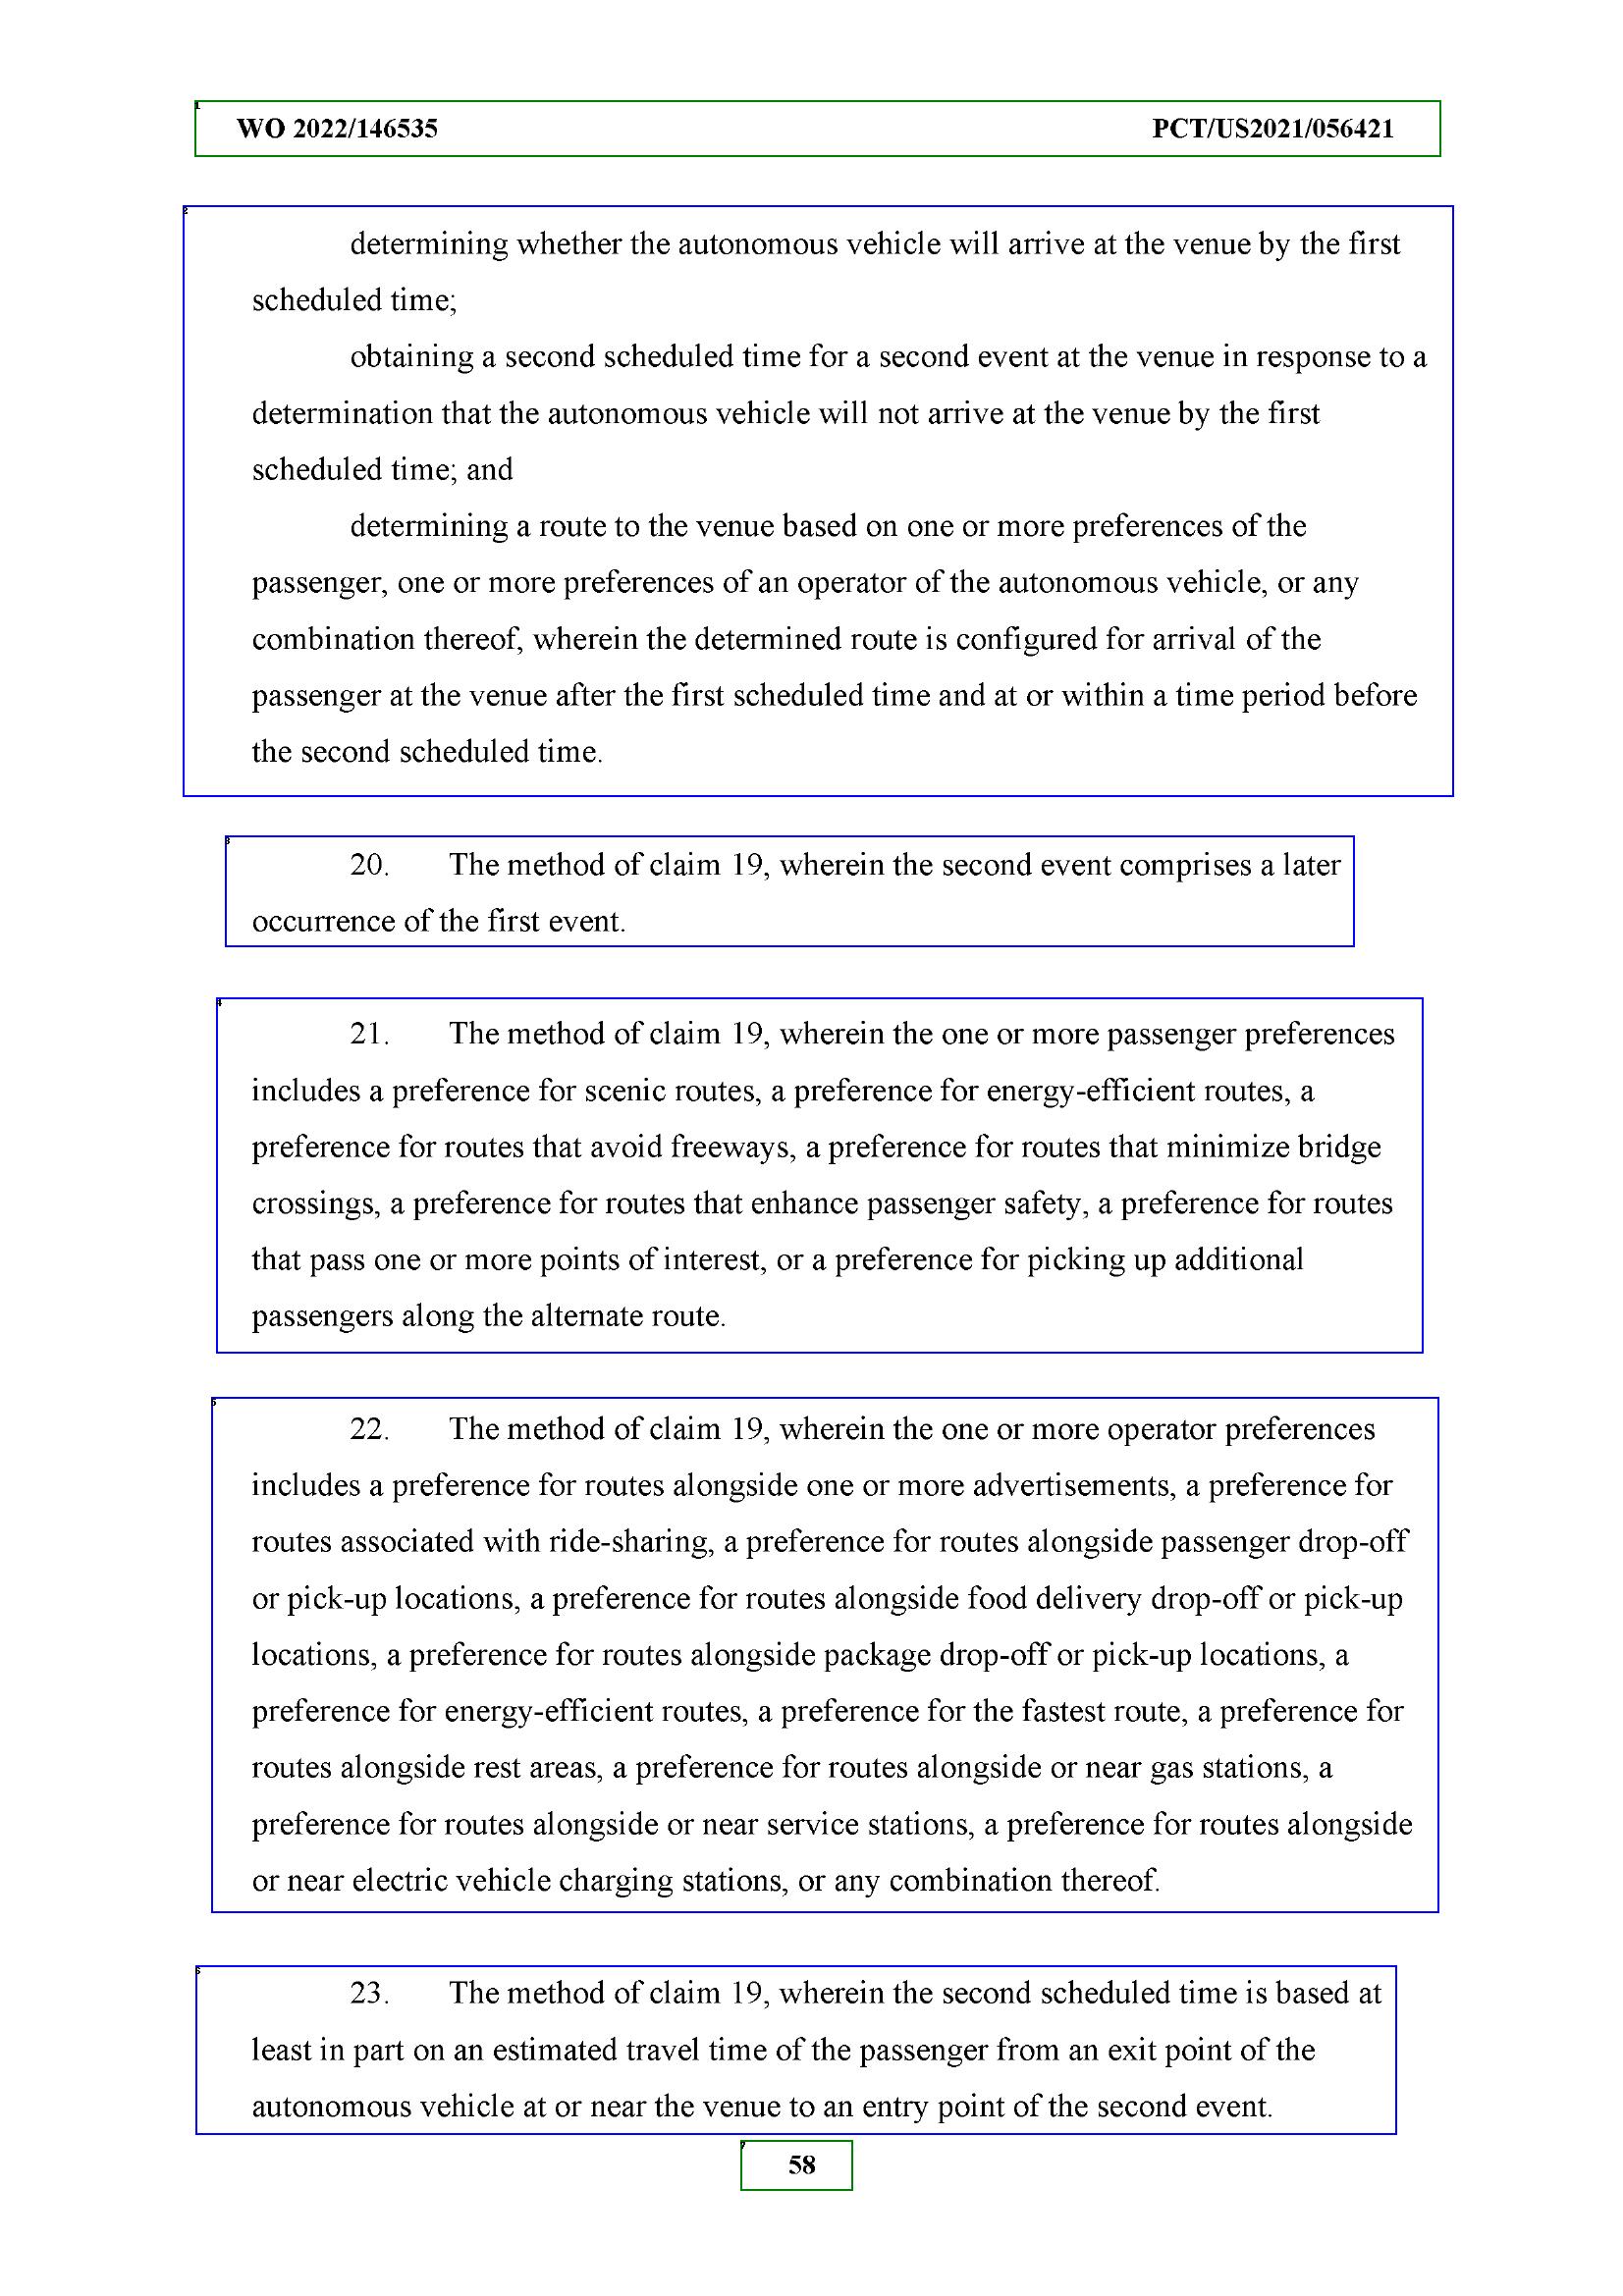 WO 2022/146535 PCT/US2021/056421
determining whether the autonomous vehicle will arrive at the venue by the first
scheduled time;
obtaining a second scheduled time for a second event at the venue in response to a
determination that the autonomous vehicle will not arrive at the venue by the first
scheduled time; and
determining a route to the venue based on one or more preferences of the
passenger, one or more preferences of an operator of the autonomous vehicle, or any
combination thereof, wherein the determined route is configured for arrival of the
passenger at the venue after the first scheduled time and at or within a time period before
the second scheduled time.
20. The method of claim 19, wherein the second event comprises a later
occurrence of the first event.
21. The method of claim 19, wherein the one or more passenger preferences
includes a preference for scenic routes, a preference for energy-efficient routes, a
preference for routes that avoid freeways, a preference for routes that minimize bridge
crossings, a preference for routes that enhance passenger safety, a preference for routes
that pass one or more points of interest, or a preference for picking up additional
passengers along the alternate route.
22. The method of claim 19, wherein the one or more operator preferences
includes a preference for routes alongside one or more advertisements, a preference for
routes associated with ride-sharing, a preference for routes alongside passenger drop-off
or pick-up locations, a preference for routes alongside food delivery drop-off or pick-up
locations, a preference for routes alongside package drop-off or pick-up locations, a
preference for energy-efficient routes, a preference for the fastest route, a preference for
routes alongside rest areas, a preference for routes alongside or near gas stations, a
preference for routes alongside or near service stations, a preference for routes alongside
or near electric vehicle charging stations, or any combination thereof.
23. The method of claim 19, wherein the second scheduled time is based at
least in part on an estimated travel time of the passenger from an exit point of the
autonomous vehicle at or near the venue to an entry point of the second event.
58